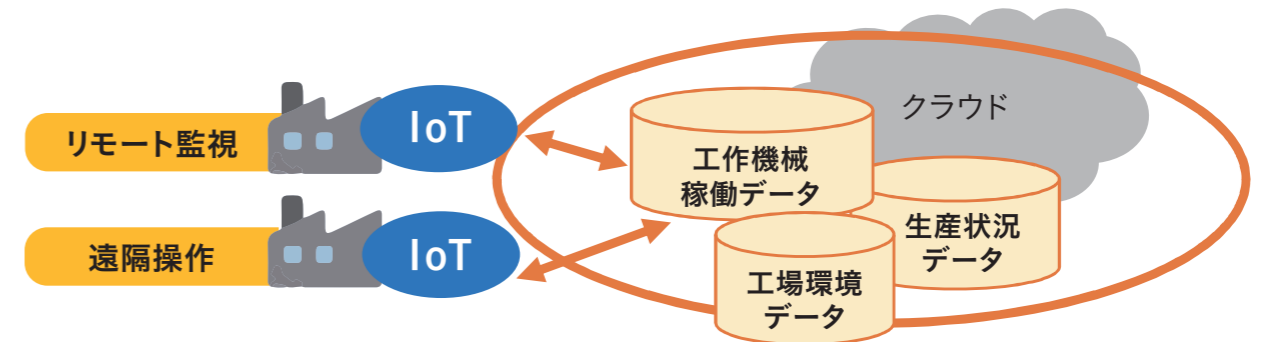 リモート監視
IoT
クラウド
工作機械
稼働データ
遠隔操作
IoT
生産状況
データ
工場環境
データ